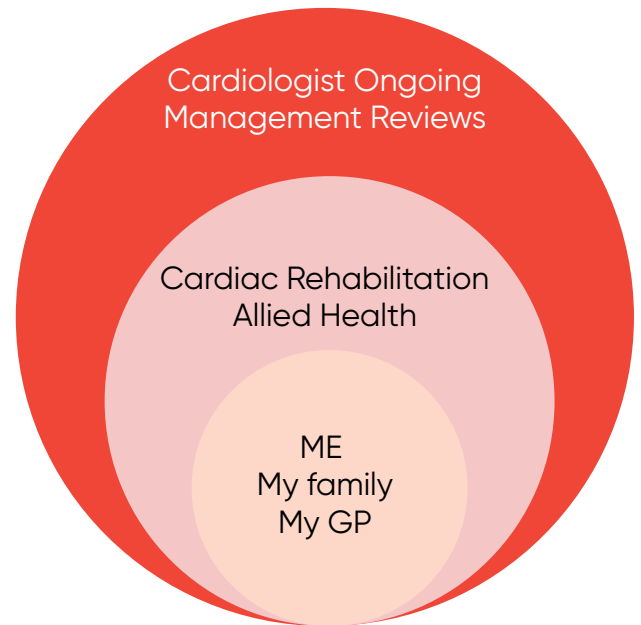 Cardiologist Ongoing
Management Reviews
Cardiac Rehabilitation
Allied Health
ME
My family
My GP